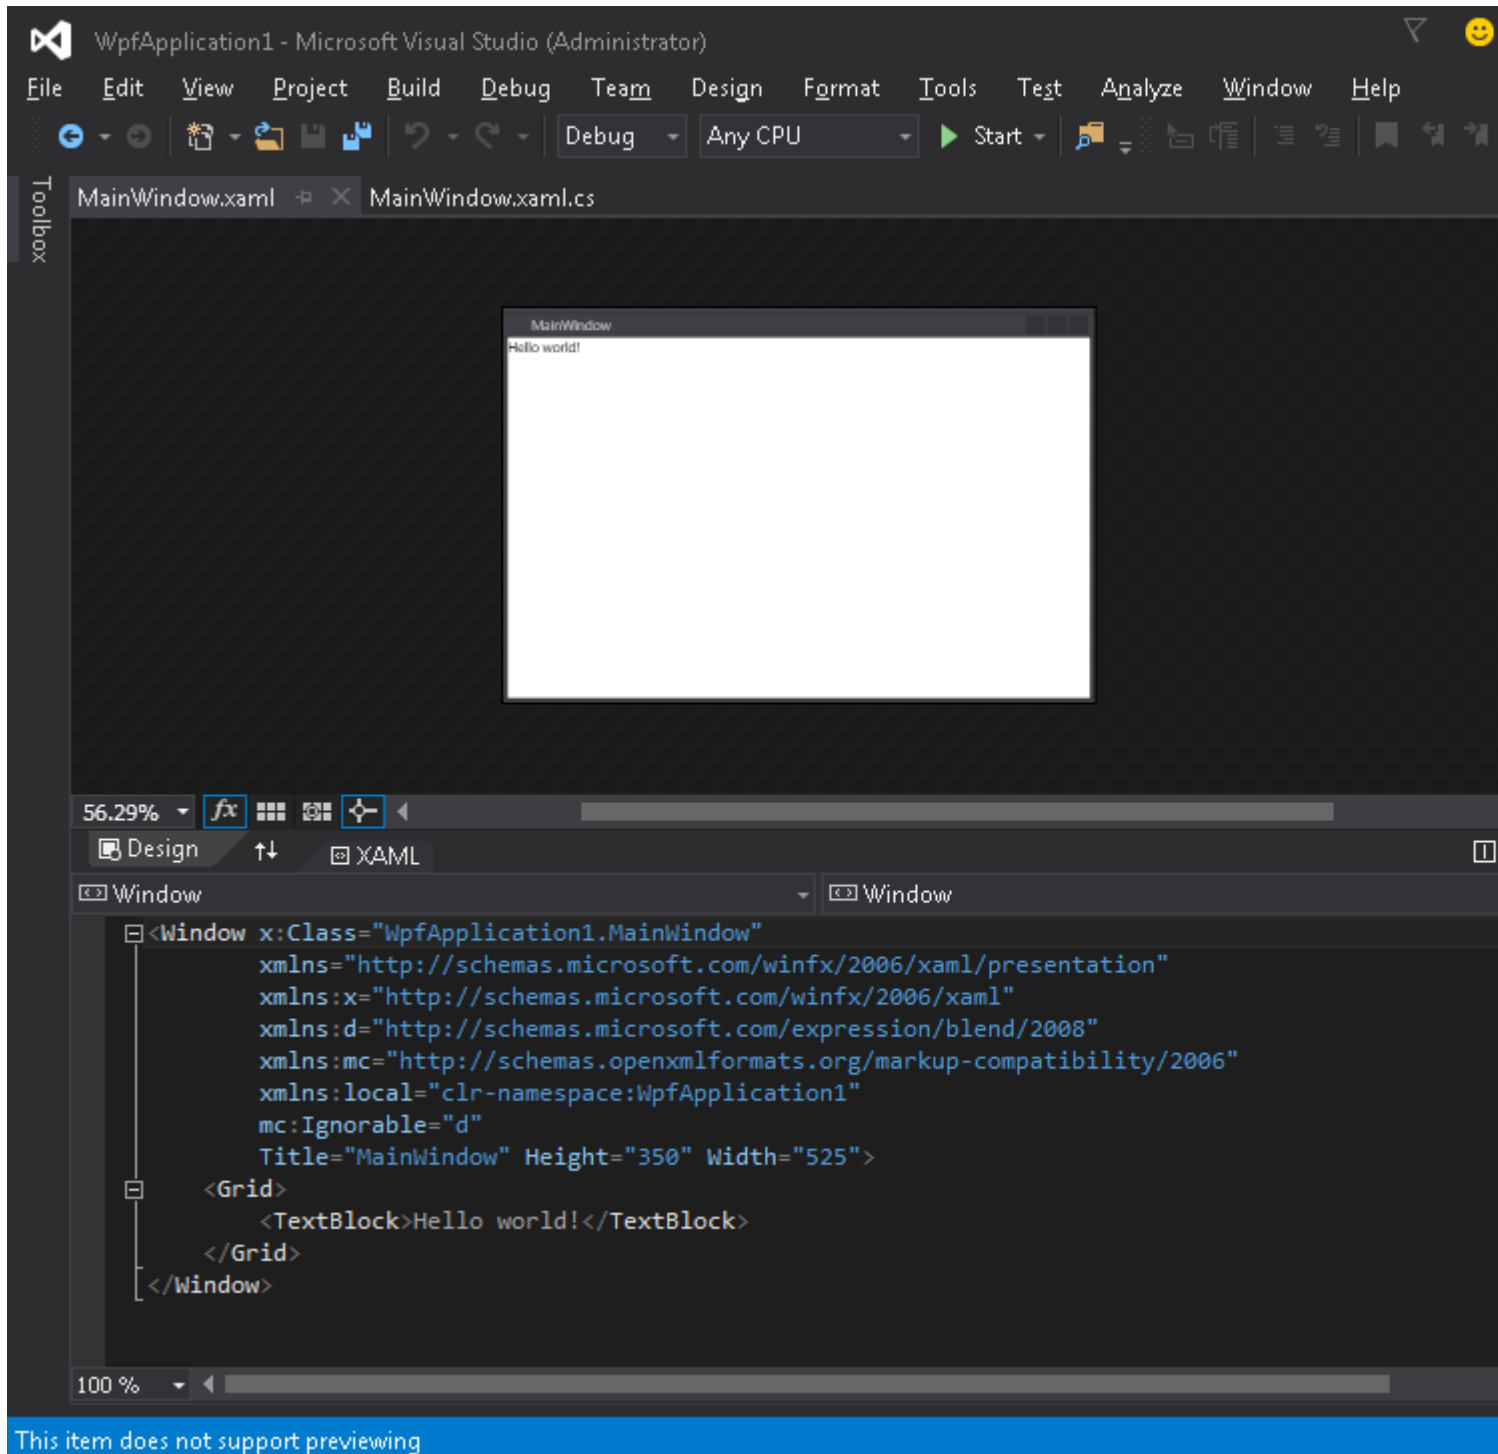 WpfApplication1 - Microsoft Visual Studio (Administrator)
File Edit View Project Build Debug Team Design Format Tools Test Analyze Window Help
Debug Any CPU Start
Toolbox
MainWindow.xaml MainWindow.xaml.cs
MainWindow
Hello world!
56.29% fx
Design XAML
Window Window
<Window x:Class="WpfApplication1.MainWindow"
xmlns="http://schemas.microsoft.com/winfx/2006/xaml/presentation"
xmlns:x="http://schemas.microsoft.com/winfx/2006/xaml"
xmlns:d="http://schemas.microsoft.com/expression/blend/2008"
xmlns:mc="http://schemas.openxmlformats.org/markup-compatibility/2006"
xmlns:local="clr-namespace:WpfApplication1"
mc:Ignorable="d"
Title="MainWindow" Height="350" Width="525">
<Grid>
<TextBlock>Hello world!</TextBlock>
</Grid>
</Window>
100 %
This item does not support previewing